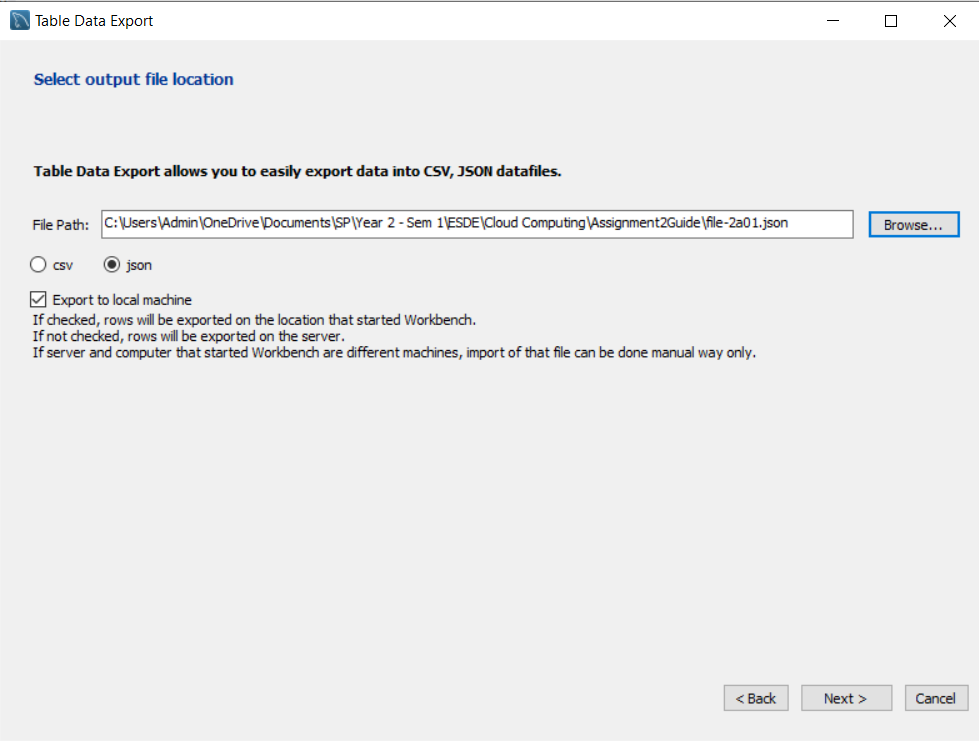 Table Data Export
Select output file location
Table Data Export allows you to easily export data into CSV, JSON datafiles.
File Path: C:\Users\Admin\OneDrive\Documents\SP\Year 2 - Sem 1\ESDE\Cloud Computing\Assignment2Guide\file-2a01.json Browse...
csv json
Export to local machine
If checked, rows will be exported on the location that started Workbench.
If not checked, rows will be exported on the server.
If server and computer that started Workbench are different machines, import of that file can be done manual way only.
< Back Next > Cancel